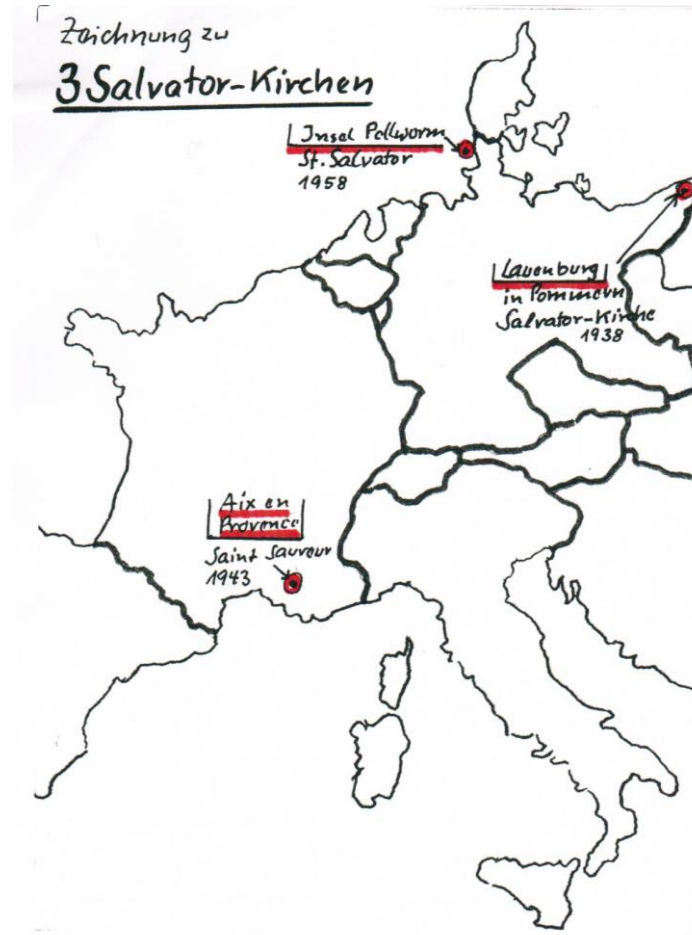 Zeichnung zu
3 Salvator-Kirchen
Insel Pellworm
St. Salvator
1958
Lauenburg
in Pommern
Salvator-Kirche
1938
Aix en
Provence
Saint Sauveur
1943